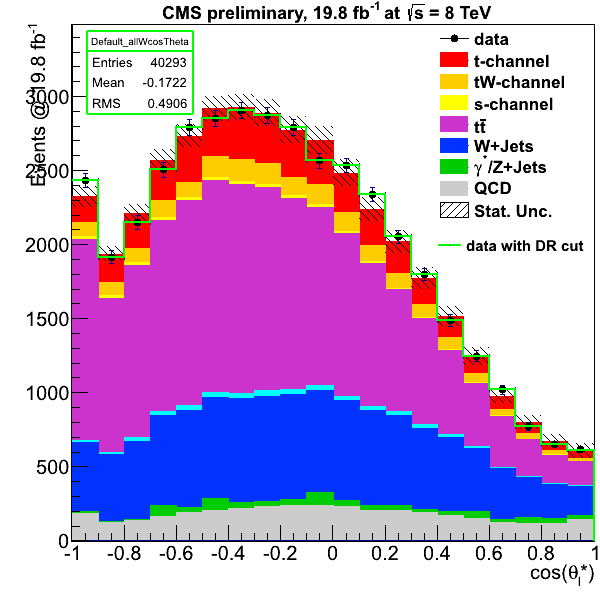 CMS preliminary, 19.8 fb⁻¹ at √s = 8 TeV
Default_allWcosTheta
Entries 40293
Mean -0.1722
RMS 0.4906
data
t-channel
tW-channel
s-channel
tt̄
W+Jets
γ*/Z+Jets
QCD
Stat. Unc.
data with DR cut
Events @ 19.8 fb⁻¹
3000
2500
2000
1500
1000
500
0
-1 -0.8 -0.6 -0.4 -0.2 0 0.2 0.4 0.6 0.8 1
cos(θₗ*)